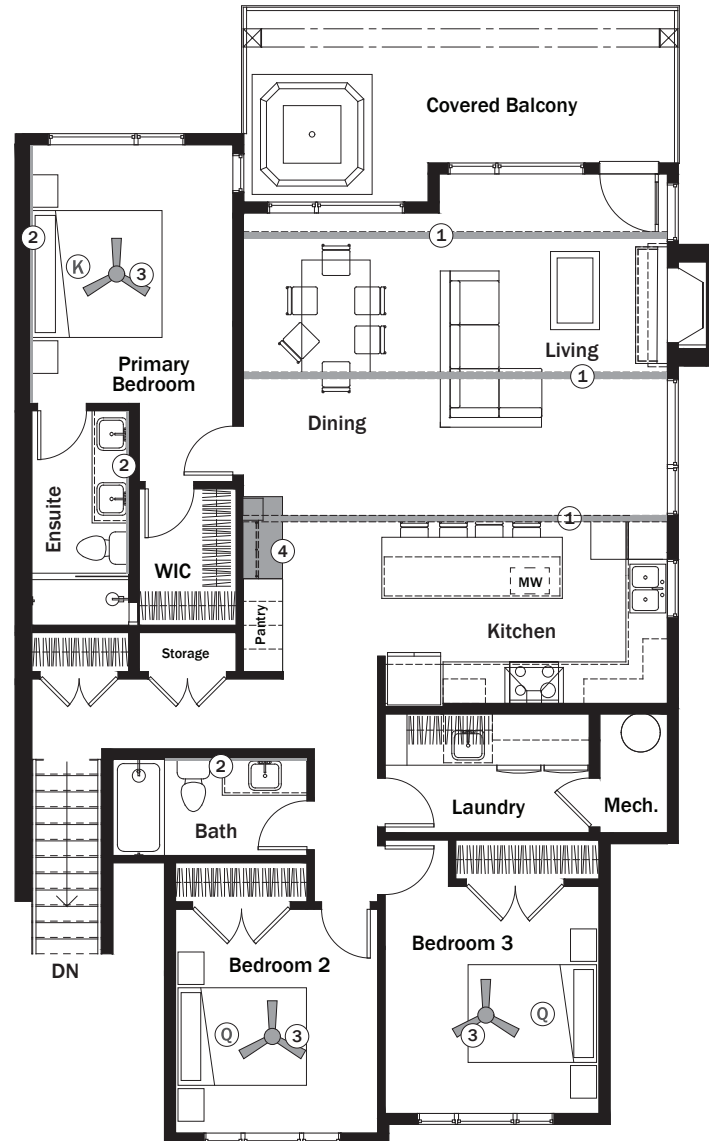 Covered Balcony
1
2
K
3
Primary
Bedroom
Living
1
Dining
2
Ensuite
WIC
1
4
MW
Pantry
Kitchen
Storage
2
Bath
Laundry
Mech.
DN
Bedroom 2
Bedroom 3
Q
3
Q
3